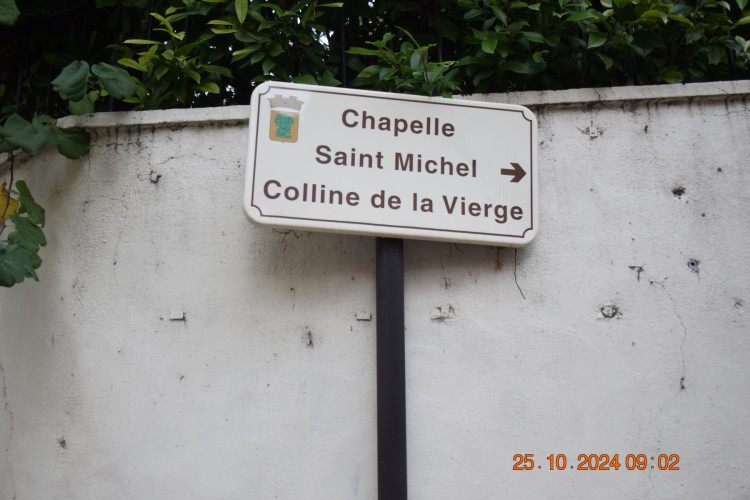 Chapelle
Saint Michel
Colline de la Vierge
25.10.2024 09:02